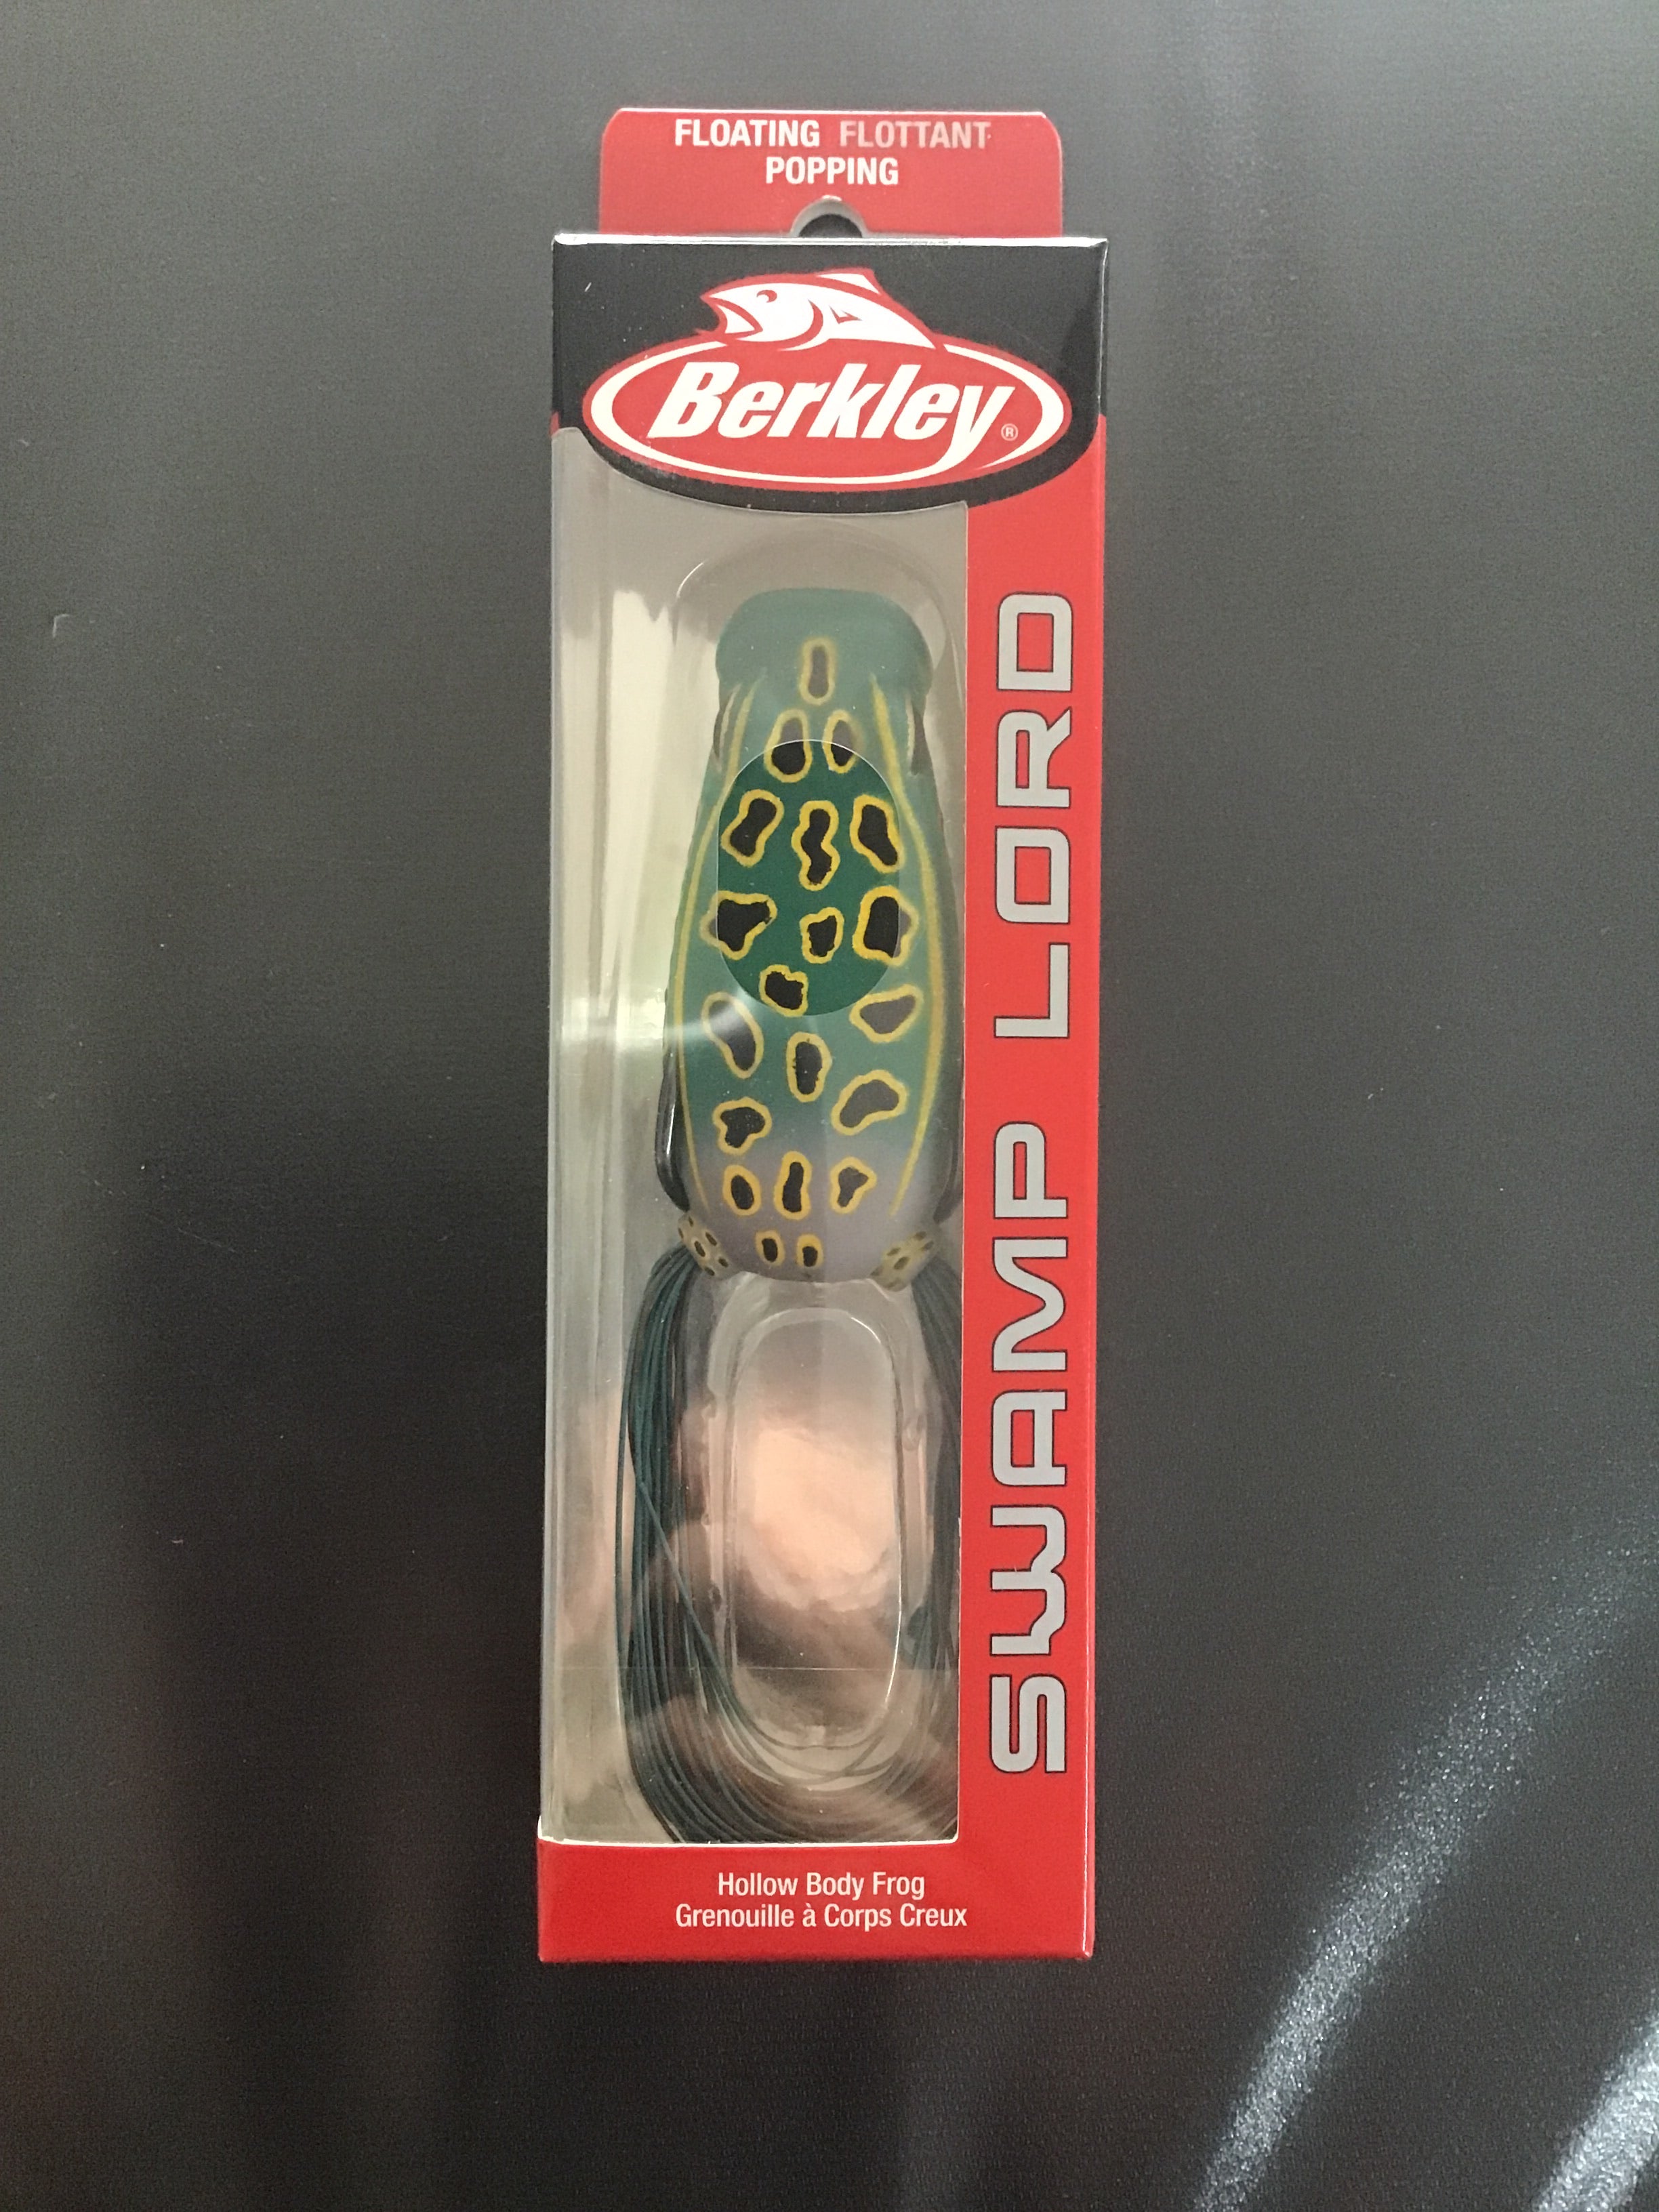 FLOATING FLOTTANT
POPPING
Berkley®
SWAMP LORD
Hollow Body Frog
Grenouille à Corps Creux